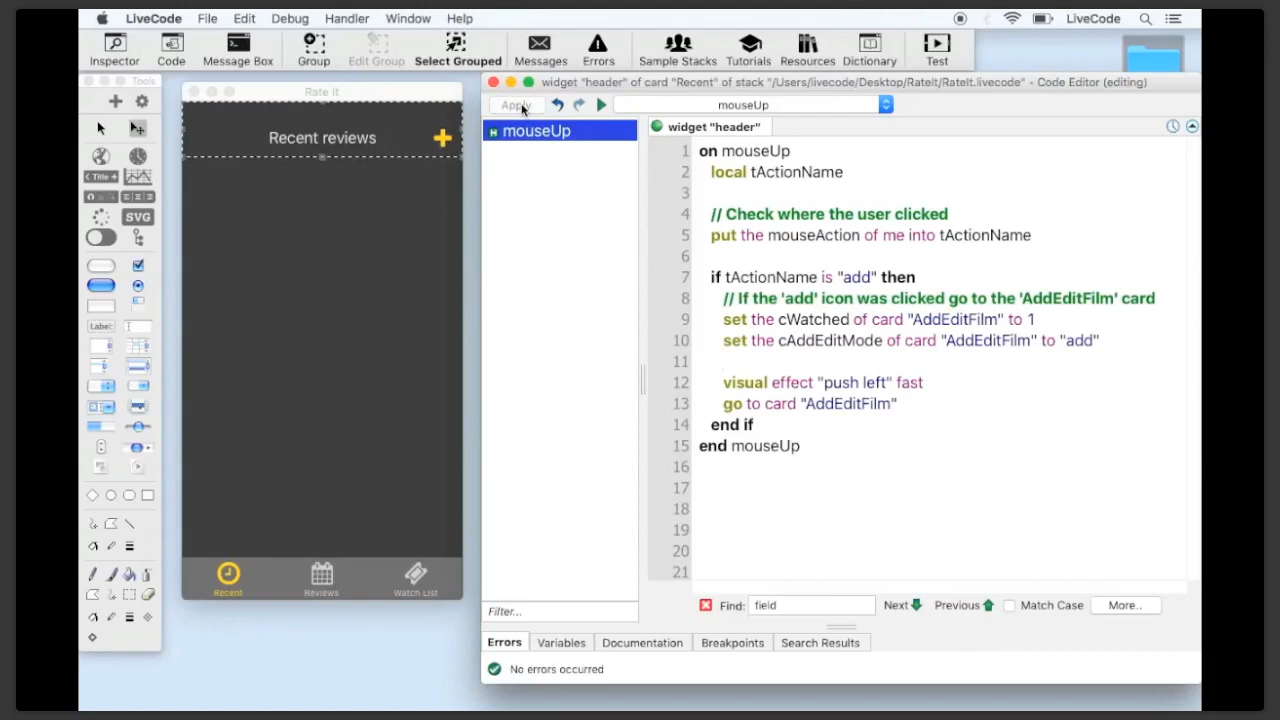 LiveCode File Edit Debug Handler Window Help LiveCode
Inspector Code Message Box Group Edit Group Select Grouped Messages Errors Sample Stacks Tutorials Resources Dictionary Test
Tools
Rate It
widget "header" of card "Recent" of stack "/Users/livecode/Desktop/RateIt/RateIt.livecode" - Code Editor (editing)
Apply mouseUp
mouseUp
widget "header"
Recent reviews
Title
SVG
Label:
1 on mouseUp
2 local tActionName
3
4 // Check where the user clicked
5 put the mouseAction of me into tActionName
6
7 if tActionName is "add" then
8 // If the 'add' icon was clicked go to the 'AddEditFilm' card
9 set the cWatched of card "AddEditFilm" to 1
10 set the cAddEditMode of card "AddEditFilm" to "add"
11
12 visual effect "push left" fast
13 go to card "AddEditFilm"
14 end if
15 end mouseUp
16
17
18
19
20
21
Recent Reviews Watch List
Filter...
Find: field Next Previous Match Case More..
Errors Variables Documentation Breakpoints Search Results
No errors occurred